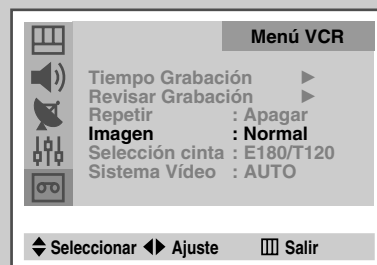 Menú VCR
Tiempo Grabación ►
Revisar Grabación ►
Repetir : Apagar
Imagen : Normal
Selección cinta : E180/T120
Sistema Vídeo : AUTO
Seleccionar Ajuste Salir